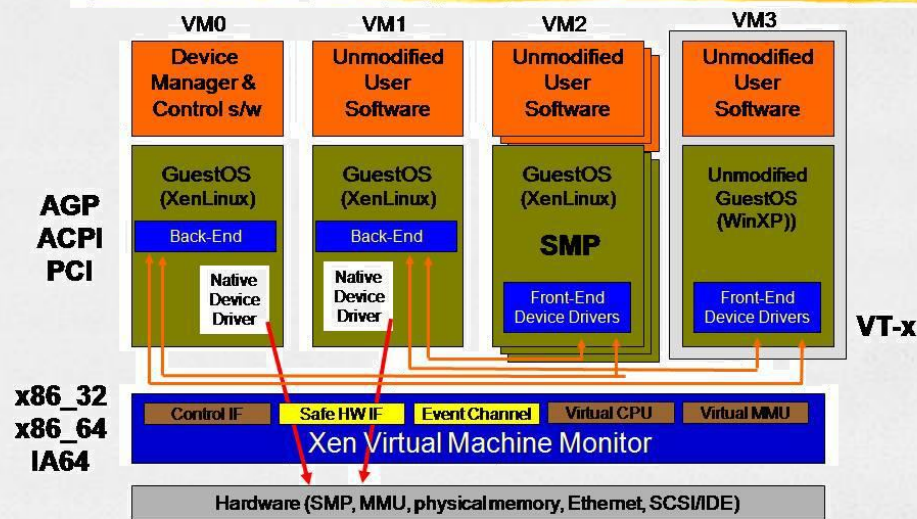 VM0
VM1
VM2
VM3
Device
Manager &
Control s/w
Unmodified
User
Software
Unmodified
User
Software
Unmodified
User
Software
GuestOS
(XenLinux)
Back-End
Native
Device
Driver
GuestOS
(XenLinux)
Back-End
Native
Device
Driver
GuestOS
(XenLinux)
SMP
Front-End
Device Drivers
Unmodified
GuestOS
(WinXP))
Front-End
Device Drivers
AGP
ACPI
PCI
VT-x
x86_32
x86_64
IA64
Control IF
Safe HW IF
Event Channel
Virtual CPU
Virtual MMU
Xen Virtual Machine Monitor
Hardware (SMP, MMU, physical memory, Ethernet, SCSI/IDE)